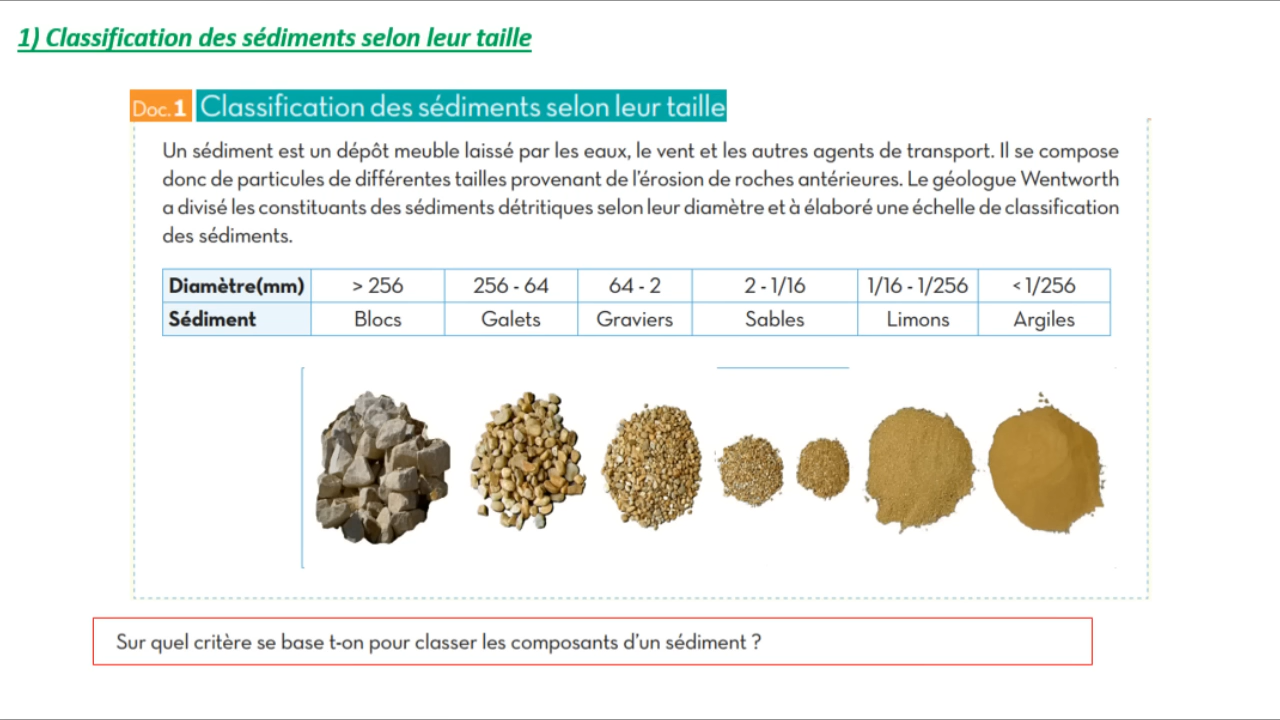 1) Classification des sédiments selon leur taille
Doc.1 Classification des sédiments selon leur taille
Un sédiment est un dépôt meuble laissé par les eaux, le vent et les autres agents de transport. Il se compose
donc de particules de différentes tailles provenant de l'érosion de roches antérieures. Le géologue Wentworth
a divisé les constituants des sédiments détritiques selon leur diamètre et à élaboré une échelle de classification
des sédiments.
Diamètre(mm) > 256 256 - 64 64 - 2 2 - 1/16 1/16 - 1/256 < 1/256
Sédiment Blocs Galets Graviers Sables Limons Argiles
Sur quel critère se base t-on pour classer les composants d'un sédiment ?